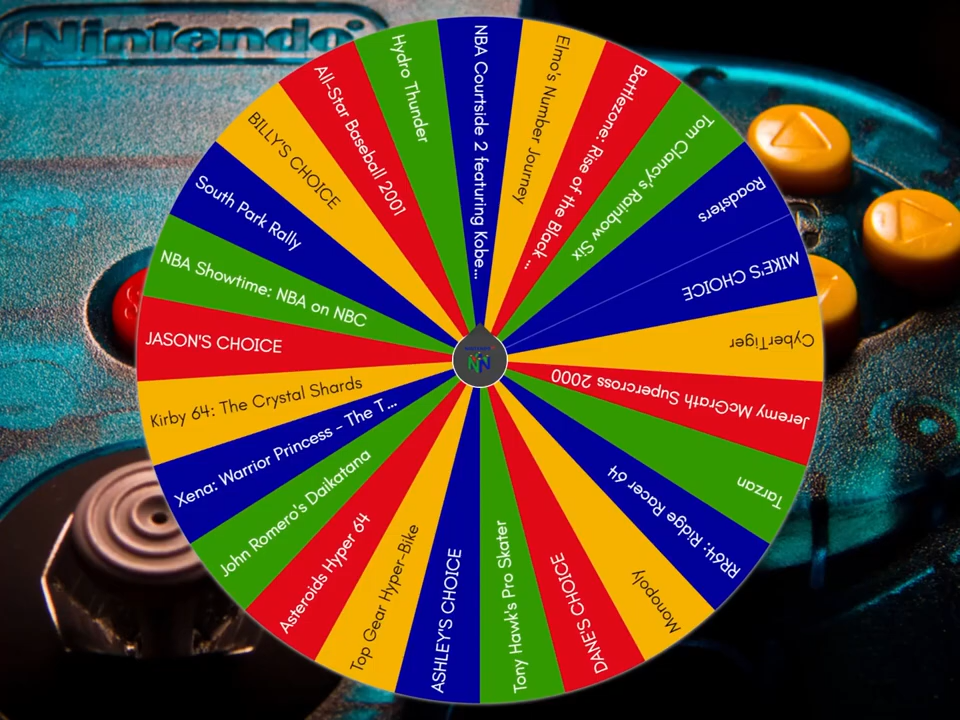 Nintendo
NBA Courtside 2 featuring Kobe...
Elmo's Number Journey
Battlezone: Rise of the Black ...
Tom Clancy's Rainbow Six
Roadsters
MIKE'S CHOICE
CyberTiger
Jeremy McGrath Supercross 2000
Tarzan
RR64: Ridge Racer 64
Monopoly
DANE'S CHOICE
Tony Hawk's Pro Skater
ASHLEY'S CHOICE
Top Gear Hyper-Bike
Asteroids Hyper 64
John Romero's Daikatana
Xena: Warrior Princess - The T...
Kirby 64: The Crystal Shards
JASON'S CHOICE
NBA Showtime: NBA on NBC
South Park Rally
BILLY'S CHOICE
All-Star Baseball 2001
Hydro Thunder